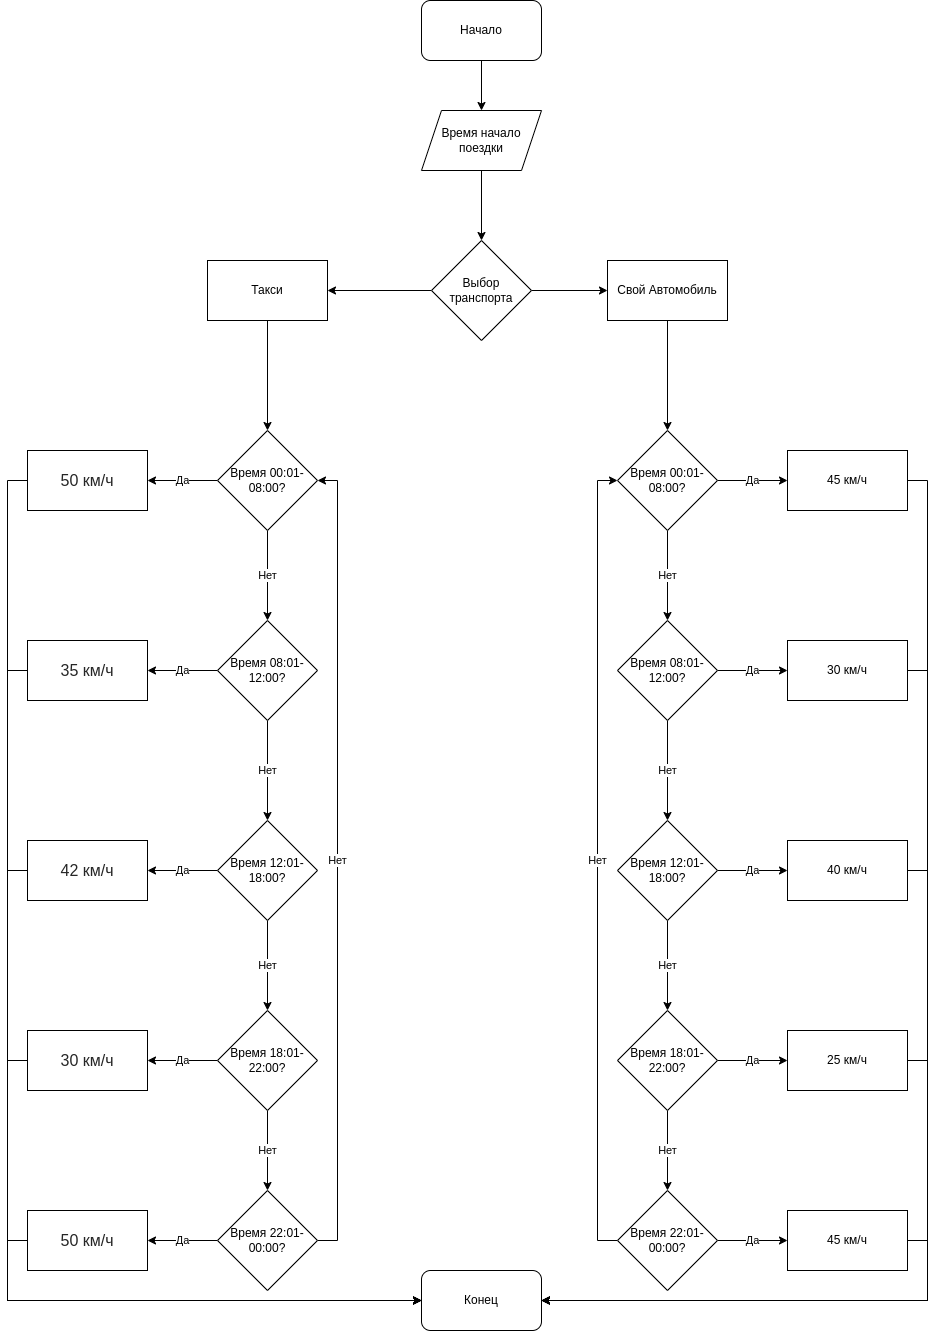 Начало
Время начало
поездки
Такси
Выбор
транспорта
Свой Автомобиль
50 км/ч
Да
Время 00:01-
08:00?
Время 00:01-
08:00?
Да
45 км/ч
Нет
Нет
35 км/ч
Да
Время 08:01-
12:00?
Время 08:01-
12:00?
Да
30 км/ч
Нет
Нет
42 км/ч
Да
Время 12:01-
18:00?
Нет
Нет
Время 12:01-
18:00?
Да
40 км/ч
Нет
Нет
30 км/ч
Да
Время 18:01-
22:00?
Время 18:01-
22:00?
Да
25 км/ч
Нет
Нет
50 км/ч
Да
Время 22:01-
00:00?
Время 22:01-
00:00?
Да
45 км/ч
Конец